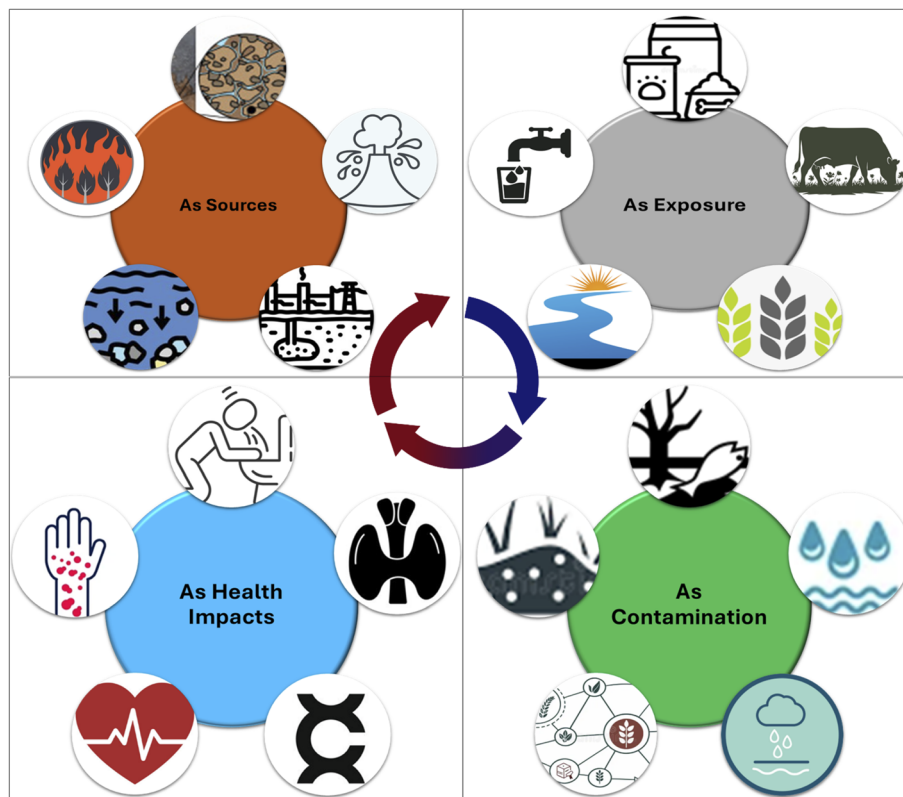 As Sources
As Exposure
As Health
Impacts
As
Contamination